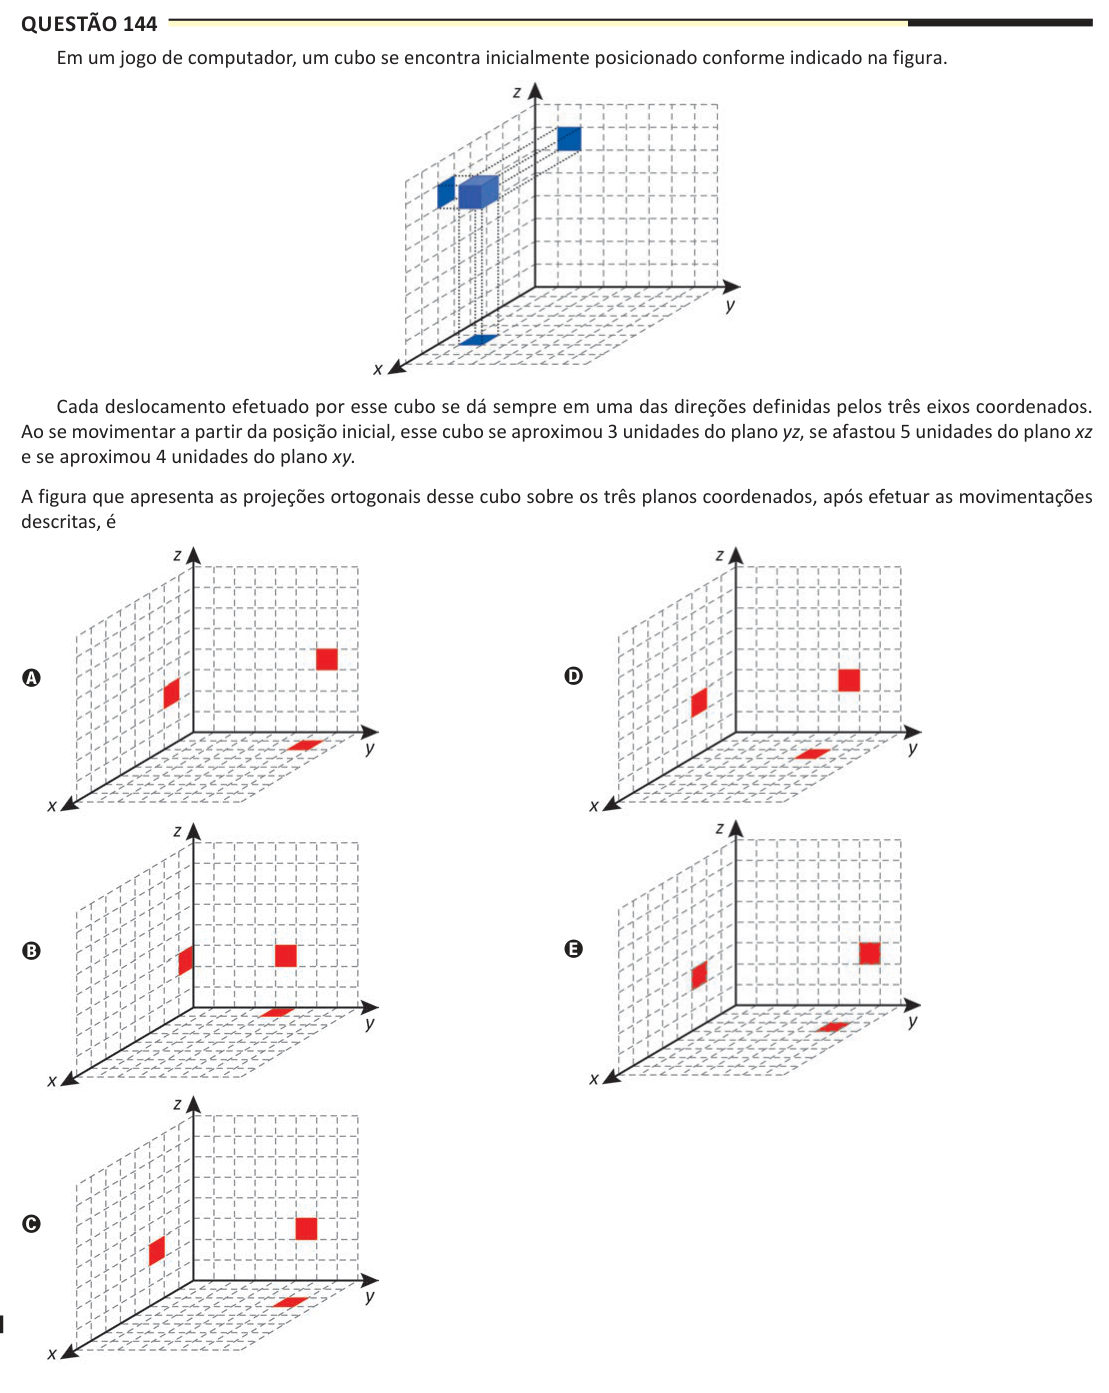 QUESTÃO 144
Em um jogo de computador, um cubo se encontra inicialmente posicionado conforme indicado na figura.
z
y
x
Cada deslocamento efetuado por esse cubo se dá sempre em uma das direções definidas pelos três eixos coordenados.
Ao se movimentar a partir da posição inicial, esse cubo se aproximou 3 unidades do plano yz, se afastou 5 unidades do plano xz
e se aproximou 4 unidades do plano xy.
A figura que apresenta as projeções ortogonais desse cubo sobre os três planos coordenados, após efetuar as movimentações
descritas, é
z
A
y
x
z
B
y
x
z
C
y
x
z
D
y
x
z
E
y
x